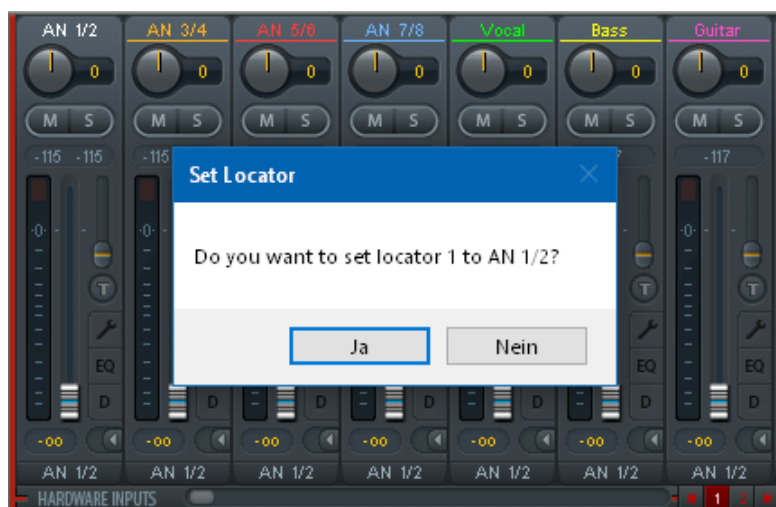 AN 1/2 AN 3/4 AN 5/6 AN 7/8 Vocal Bass Guitar
0 0 0 0 0 0 0
M S M S M S M S M S M S M S
-115 -115 -115 7 -117
Set Locator
-0- -0- -0-
Do you want to set locator 1 to AN 1/2?
T T T
Ja Nein
EQ EQ EQ
D D D D D D D
-oo -oo -oo -oo -oo -oo -oo
AN 1/2 AN 1/2 AN 1/2 AN 1/2 AN 1/2 AN 1/2 AN 1/2
HARDWARE INPUTS 1 2